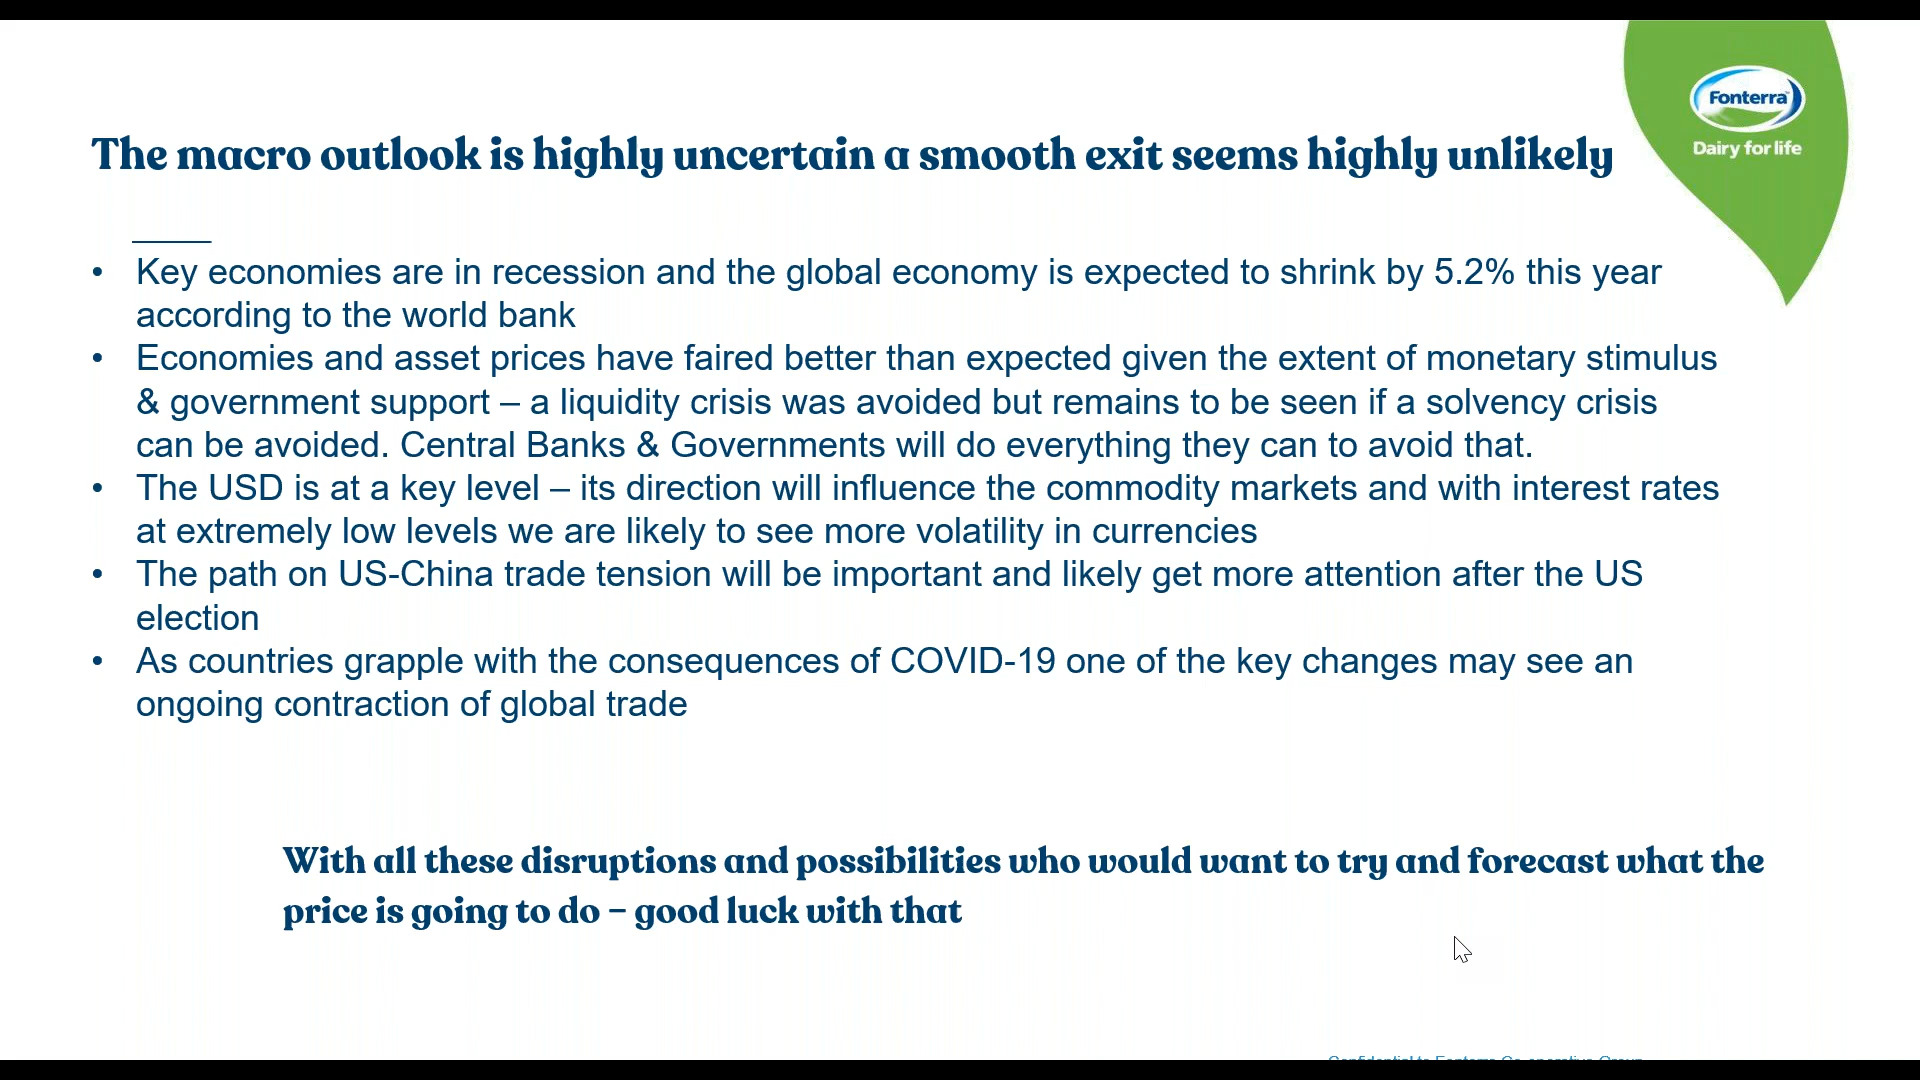 Fonterra
Dairy for life
The macro outlook is highly uncertain a smooth exit seems highly unlikely
• Key economies are in recession and the global economy is expected to shrink by 5.2% this year
according to the world bank
• Economies and asset prices have faired better than expected given the extent of monetary stimulus
& government support – a liquidity crisis was avoided but remains to be seen if a solvency crisis
can be avoided. Central Banks & Governments will do everything they can to avoid that.
• The USD is at a key level – its direction will influence the commodity markets and with interest rates
at extremely low levels we are likely to see more volatility in currencies
• The path on US-China trade tension will be important and likely get more attention after the US
election
• As countries grapple with the consequences of COVID-19 one of the key changes may see an
ongoing contraction of global trade
With all these disruptions and possibilities who would want to try and forecast what the
price is going to do – good luck with that
Confidential to Fonterra Co-operative Group